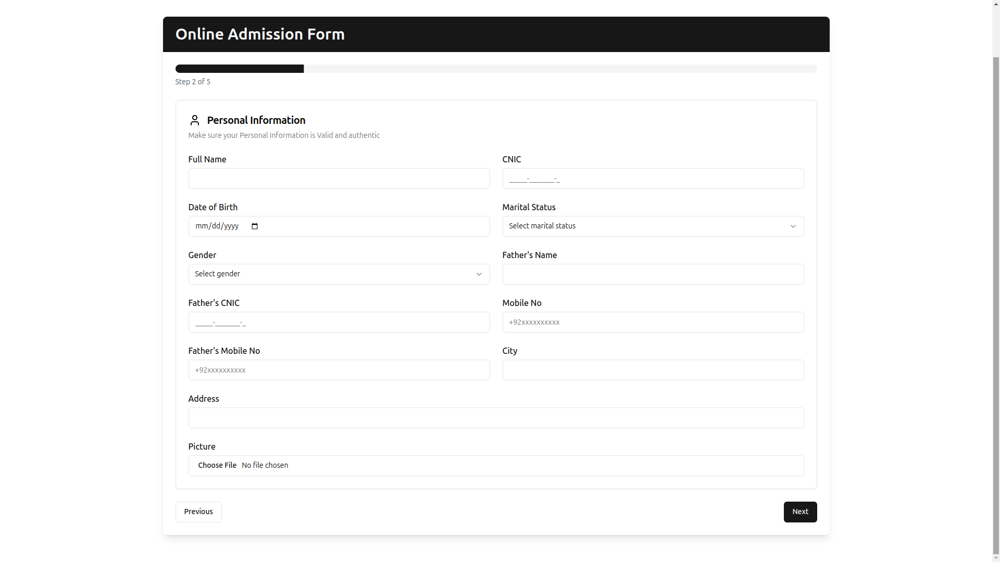 Online Admission Form
Step 2 of 5
Personal Information
Make sure your Personal Information is Valid and authentic
Full Name
CNIC
_____-_______-_
Date of Birth
Marital Status
mm/dd/yyyy
Select marital status
Gender
Father's Name
Select gender
Father's CNIC
Mobile No
_____-_______-_
+92xxxxxxxxxx
Father's Mobile No
City
+92xxxxxxxxxx
Address
Picture
Choose File No file chosen
Previous
Next